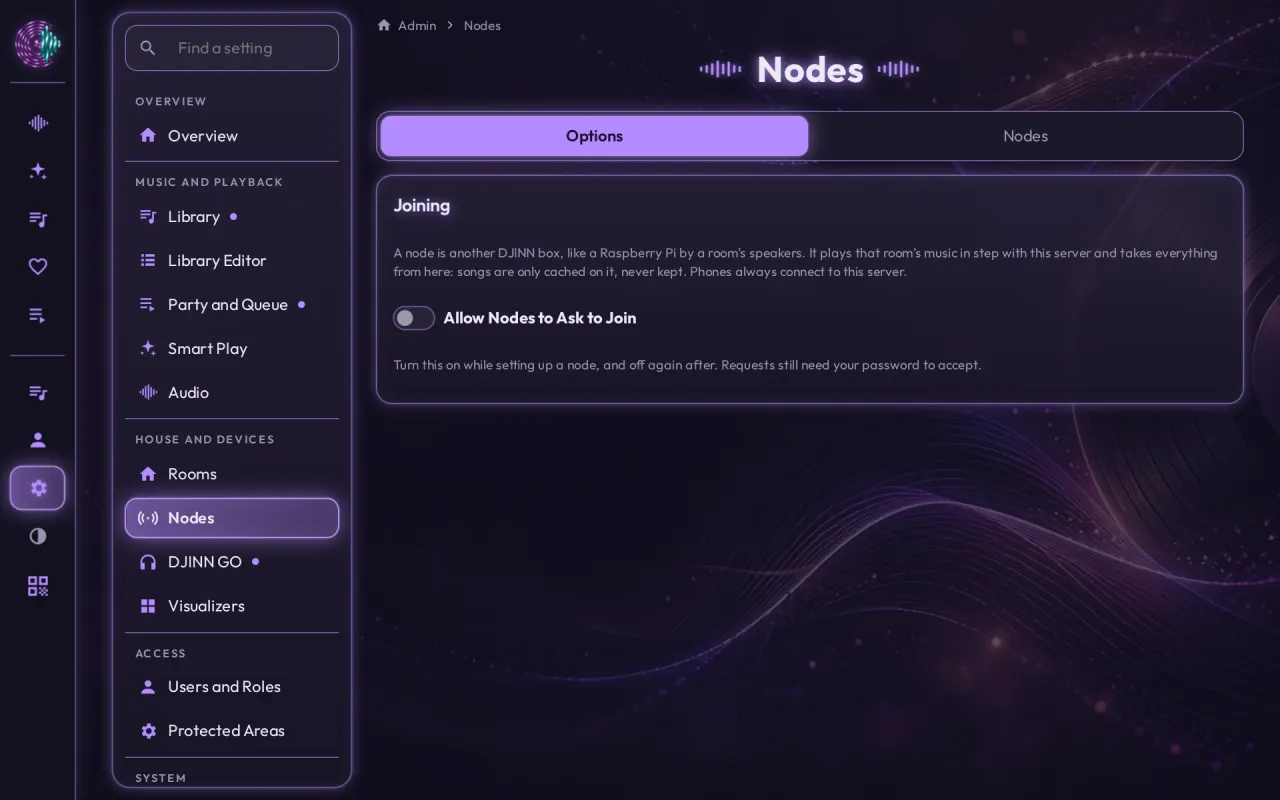 Admin
Nodes
Find a setting
Nodes
OVERVIEW
Overview
Options
Nodes
MUSIC AND PLAYBACK
Library
Library Editor
Party and Queue
Smart Play
Audio
HOUSE AND DEVICES
Rooms
Nodes
DJINN GO
Visualizers
ACCESS
Users and Roles
Protected Areas
SYSTEM
Joining
A node is another DJINN box, like a Raspberry Pi by a room's speakers. It plays that room's music in step with this server and takes everything
from here: songs are only cached on it, never kept. Phones always connect to this server.
Allow Nodes to Ask to Join
Turn this on while setting up a node, and off again after. Requests still need your password to accept.